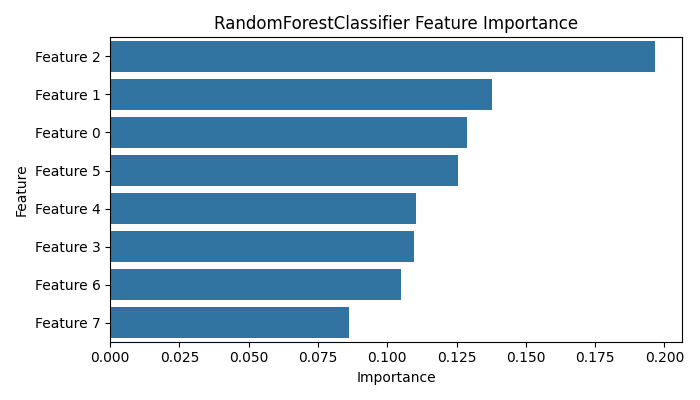 RandomForestClassifier Feature Importance
Feature
Feature 2
Feature 1
Feature 0
Feature 5
Feature 4
Feature 3
Feature 6
Feature 7
0.000 0.025 0.050 0.075 0.100 0.125 0.150 0.175 0.200
Importance